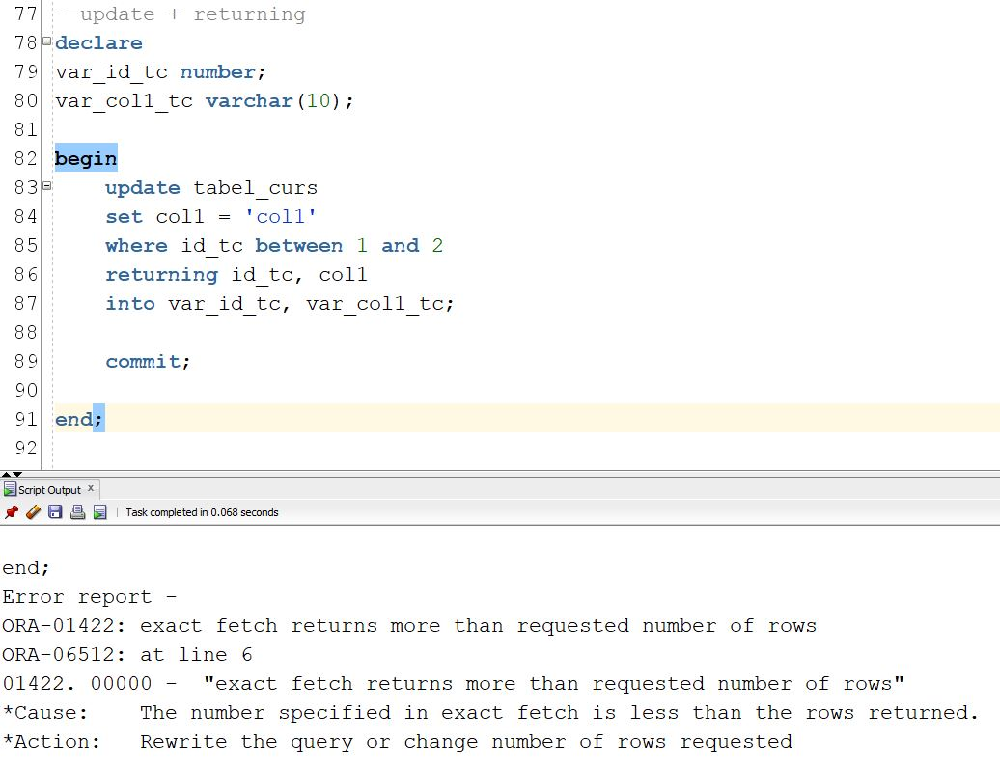 77 --update + returning
78 declare
79 var_id_tc number;
80 var_col1_tc varchar(10);
81
82 begin
83 update tabel_curs
84 set col1 = 'col1'
85 where id_tc between 1 and 2
86 returning id_tc, col1
87 into var_id_tc, var_col1_tc;
88
89 commit;
90
91 end;
92
Script Output x
Task completed in 0.068 seconds
end;
Error report -
ORA-01422: exact fetch returns more than requested number of rows
ORA-06512: at line 6
01422. 00000 -  "exact fetch returns more than requested number of rows"
*Cause:    The number specified in exact fetch is less than the rows returned.
*Action:   Rewrite the query or change number of rows requested